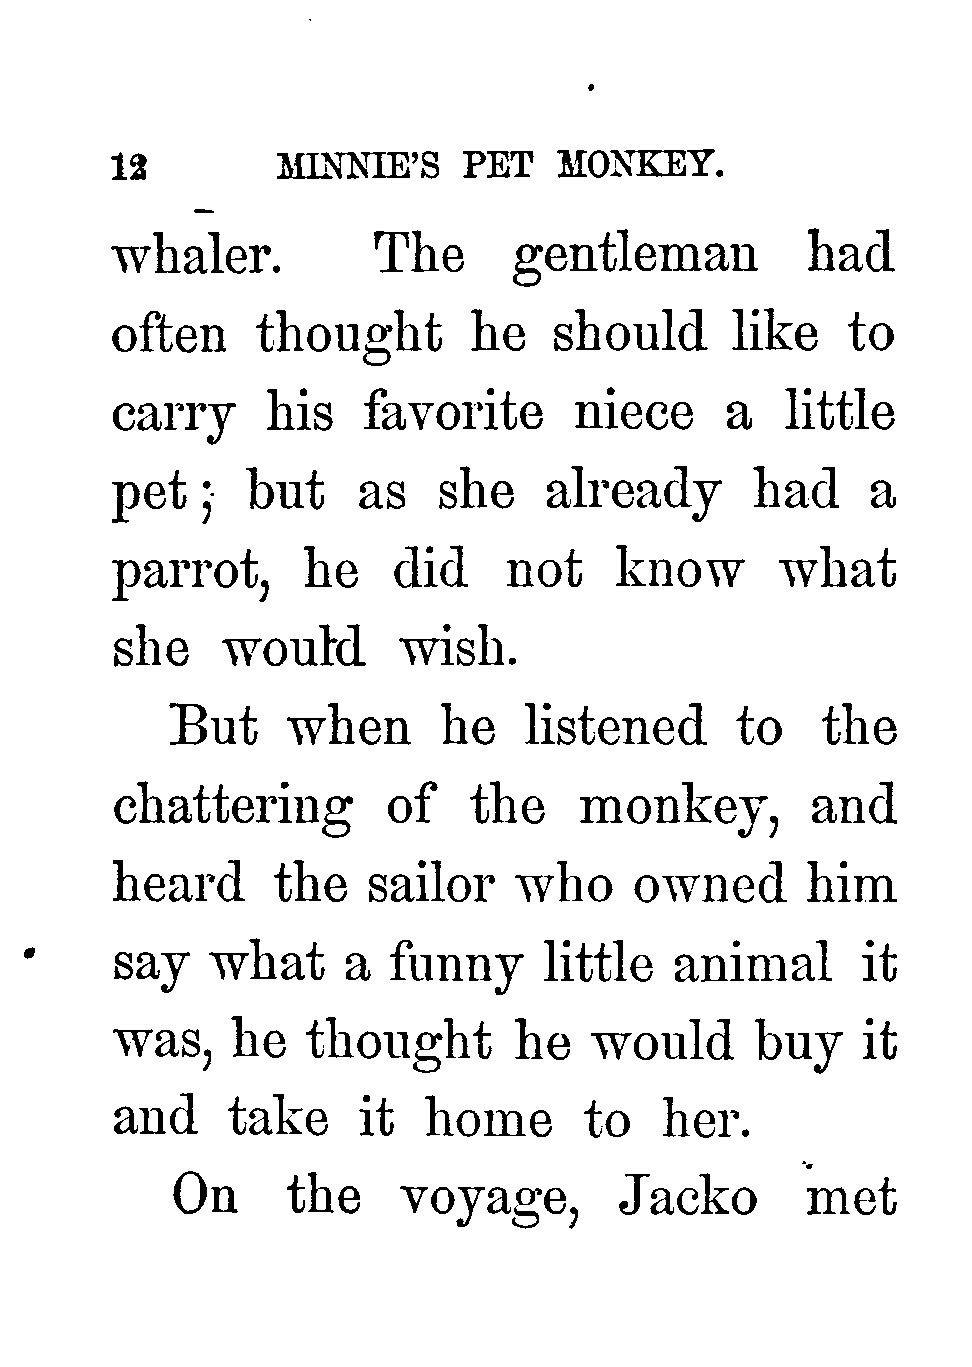 12 MINNIE'S PET MONKEY.
whaler. The gentleman had
often thought he should like to
carry his favorite niece a little
pet; but as she already had a
parrot, he did not know what
she would wish.
But when he listened to the
chattering of the monkey, and
heard the sailor who owned him
say what a funny little animal it
was, he thought he would buy it
and take it home to her.
On the voyage, Jacko met